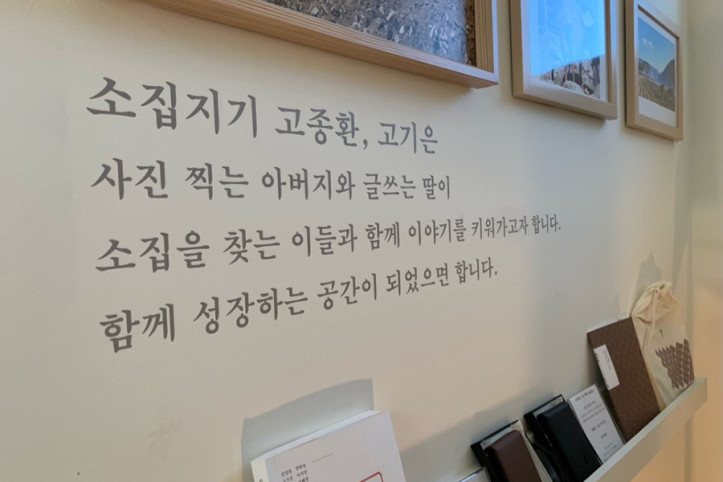 소집지기 고종환, 고기은
사진 찍는 아버지와 글쓰는 딸이
소집을 찾는 이들과 함께 이야기를 키워가고자 합니다.
함께 성장하는 공간이 되었으면 합니다.